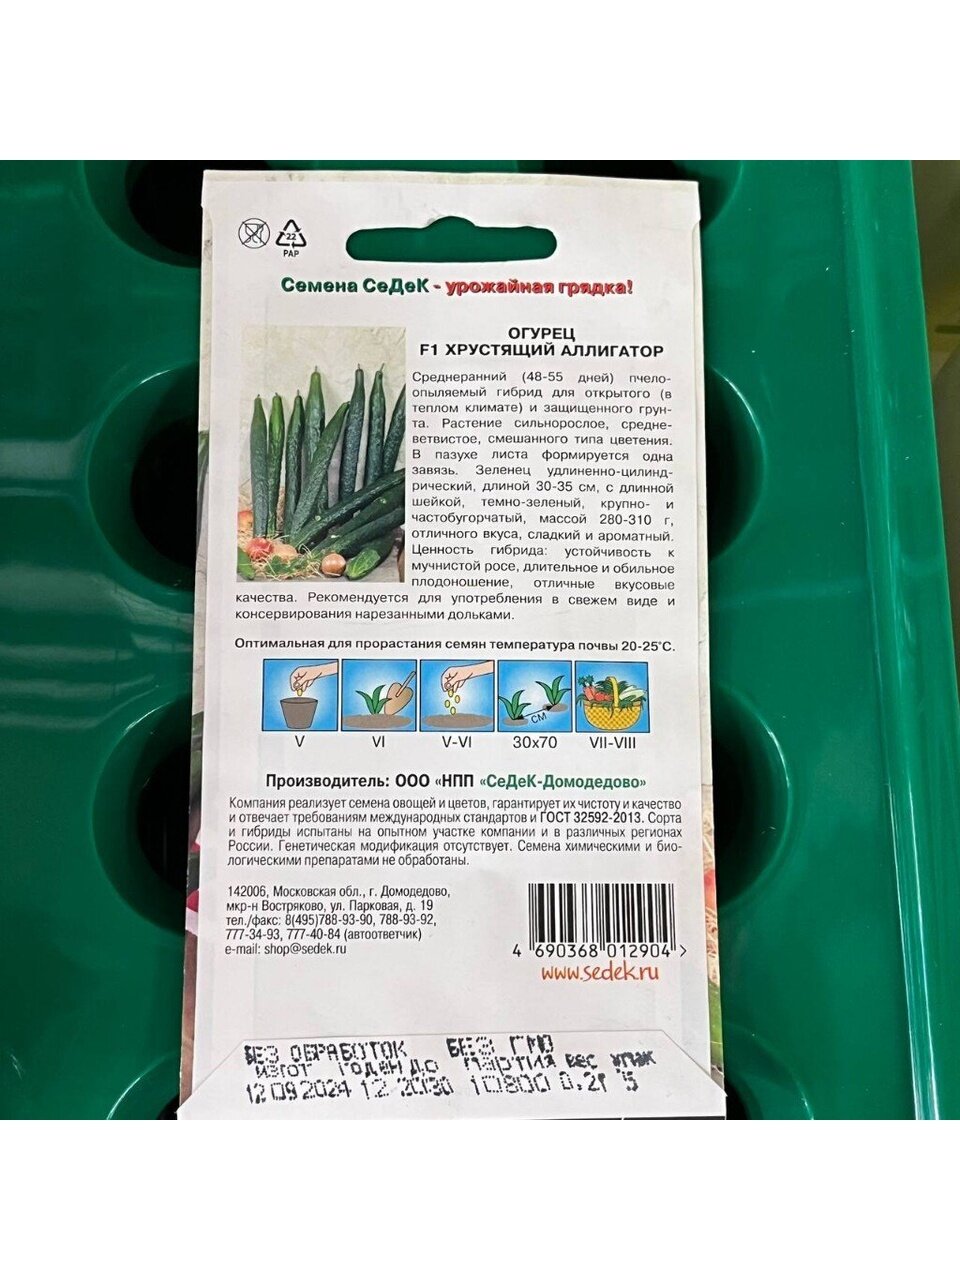 22
PAP
Семена СеДеК - урожайная грядка!
ОГУРЕЦ
F1 ХРУСТЯЩИЙ АЛЛИГАТОР
Среднеранний (48-55 дней) пчело-
опыляемый гибрид для открытого (в
теплом климате) и защищенного грун-
та. Растение сильнорослое, средне-
ветвистое, смешанного типа цветения.
В пазухе листа формируется одна
завязь. Зеленец удлиненно-цилинд-
рический, длиной 30-35 см, с длинной
шейкой, темно-зеленый, крупно- и
частобугорчатый, массой 280-310 г,
отличного вкуса, сладкий и ароматный.
Ценность гибрида: устойчивость к
мучнистой росе, длительное и обильное
плодоношение, отличные вкусовые
качества. Рекомендуется для употребления в свежем виде и
консервирования нарезанными дольками.
Оптимальная для прорастания семян температура почвы 20-25°С.
см
V VI V-VI 30х70 VII-VIII
Производитель: ООО «НПП «СеДеК-Домодедово»
Компания реализует семена овощей и цветов, гарантирует их чистоту и качество
и отвечает требованиям международных стандартов и ГОСТ 32592-2013. Сорта
и гибриды испытаны на опытном участке компании и в различных регионах
России. Генетическая модификация отсутствует. Семена химическими и био-
логическими препаратами не обработаны.
142006, Московская обл., г. Домодедово,
мкр-н Востряково, ул. Парковая, д. 19
тел./факс: 8(495)788-93-90, 788-93-92,
777-34-93, 777-40-84 (автоответчик)
e-mail: shop@sedek.ru
4 690368 012904 >
www.sedek.ru
БЕЗ ОБРАБОТОК БЕЗ ГМО
изгот годен до партия вес упак
12 09 2024 12 2030 10800 0.2г 5